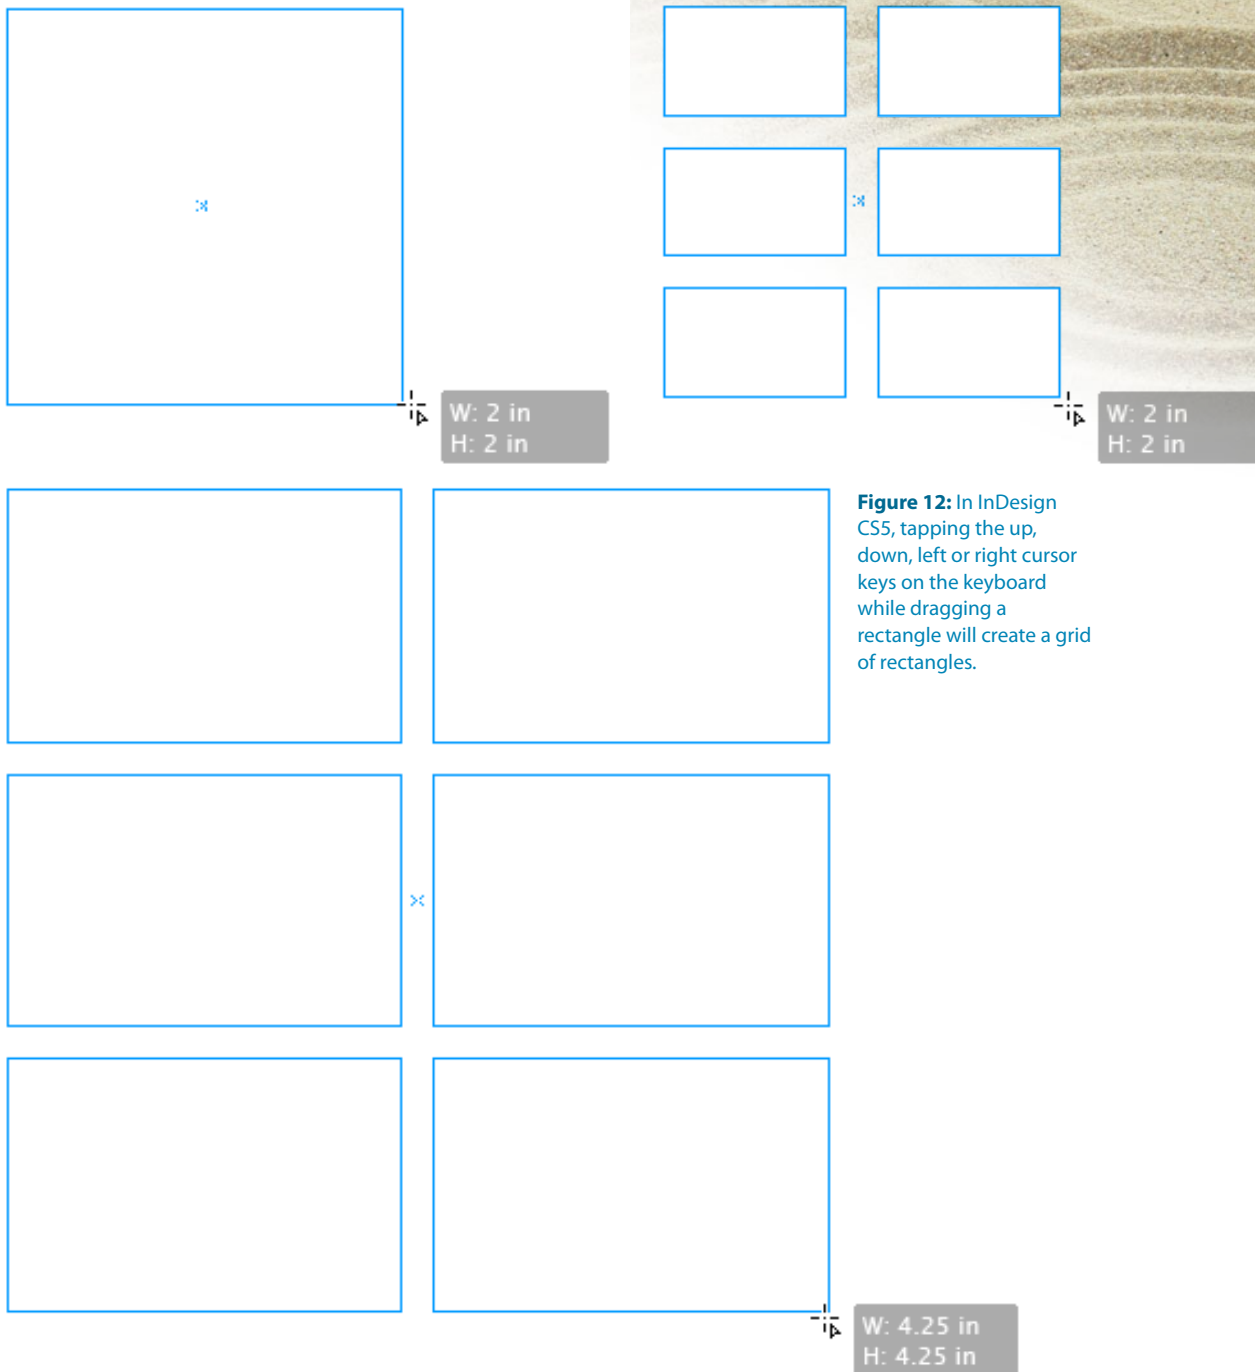 W: 2 in
H: 2 in
W: 2 in
H: 2 in
Figure 12: In InDesign
CS5, tapping the up,
down, left or right cursor
keys on the keyboard
while dragging a
rectangle will create a grid
of rectangles.
W: 4.25 in
H: 4.25 in